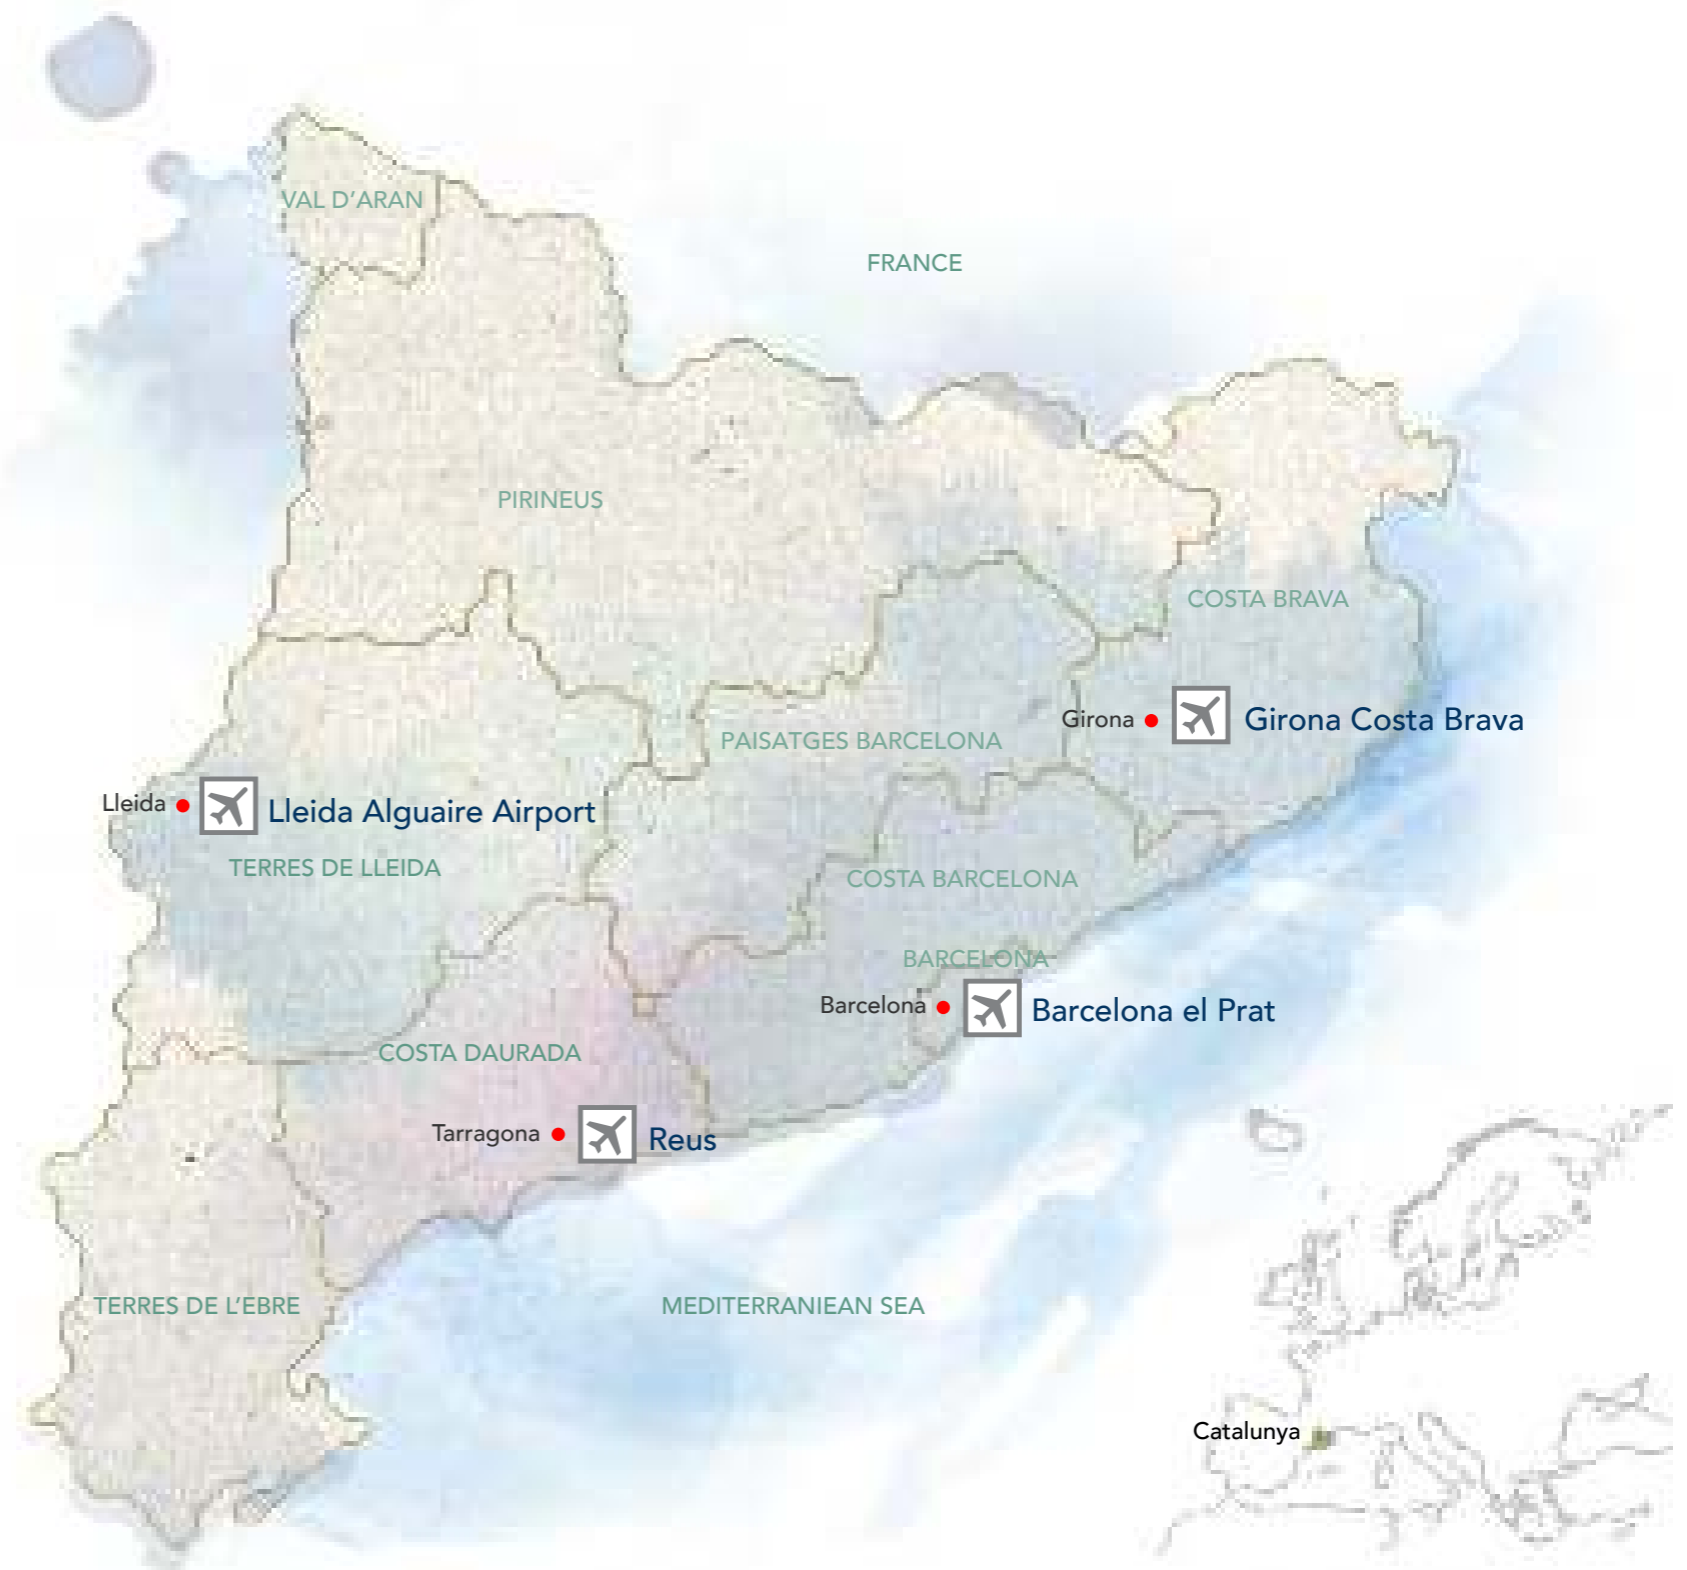 VAL D'ARAN
FRANCE
PIRINEUS
COSTA BRAVA
Girona
Girona Costa Brava
PAISATGES BARCELONA
Lleida
Lleida Alguaire Airport
TERRES DE LLEIDA
COSTA BARCELONA
BARCELONA
Barcelona
Barcelona el Prat
COSTA DAURADA
Tarragona
Reus
TERRES DE L'EBRE
MEDITERRANIEAN SEA
Catalunya